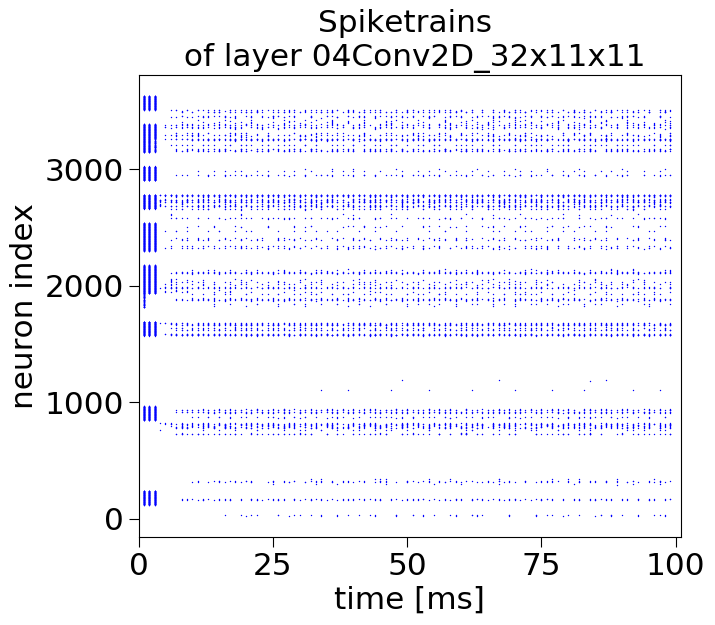 Spiketrains
of layer 04Conv2D_32x11x11
3000
2000
1000
0
neuron index
0 25 50 75 100
time [ms]